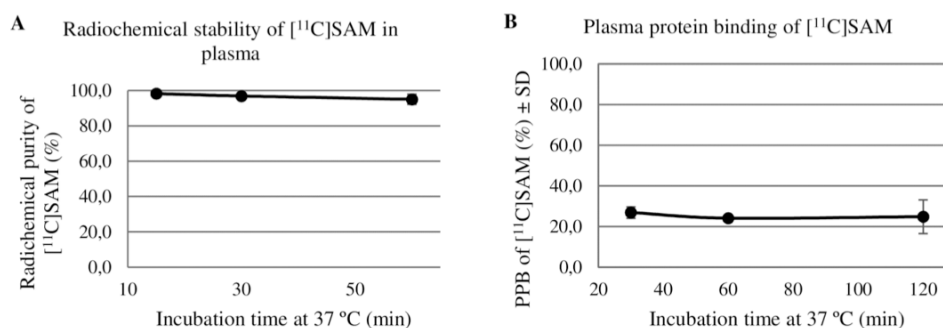 A
Radiochemical stability of [¹¹C]SAM in
plasma
Radichemical purity of
[¹¹C]SAM (%)
100,0
80,0
60,0
40,0
20,0
0,0
10
30
50
Incubation time at 37 ºC (min)
B
Plasma protein binding of [¹¹C]SAM
PPB of [¹¹C]SAM (%) ± SD
100,0
80,0
60,0
40,0
20,0
0,0
20
40
60
80
100
120
Incubation time at 37 ºC (min)